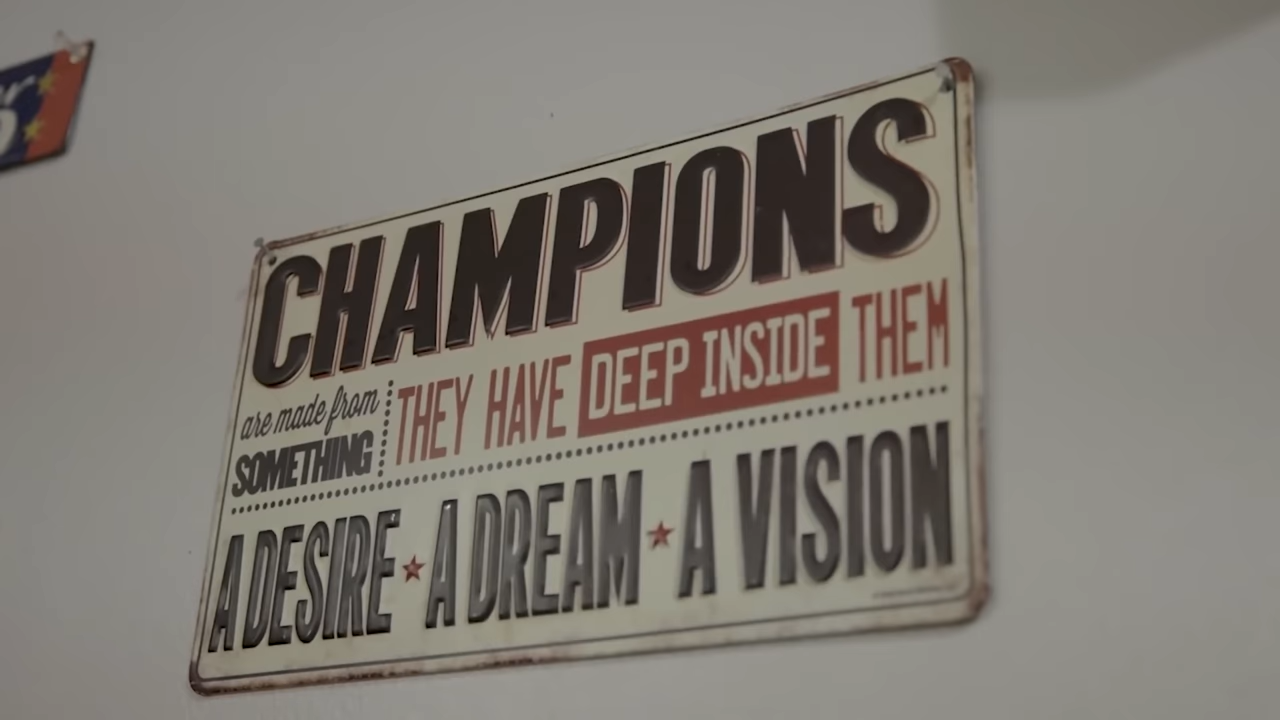 CHAMPIONS
are made from
SOMETHING
THEY HAVE DEEP INSIDE THEM
A DESIRE ★ A DREAM ★ A VISION